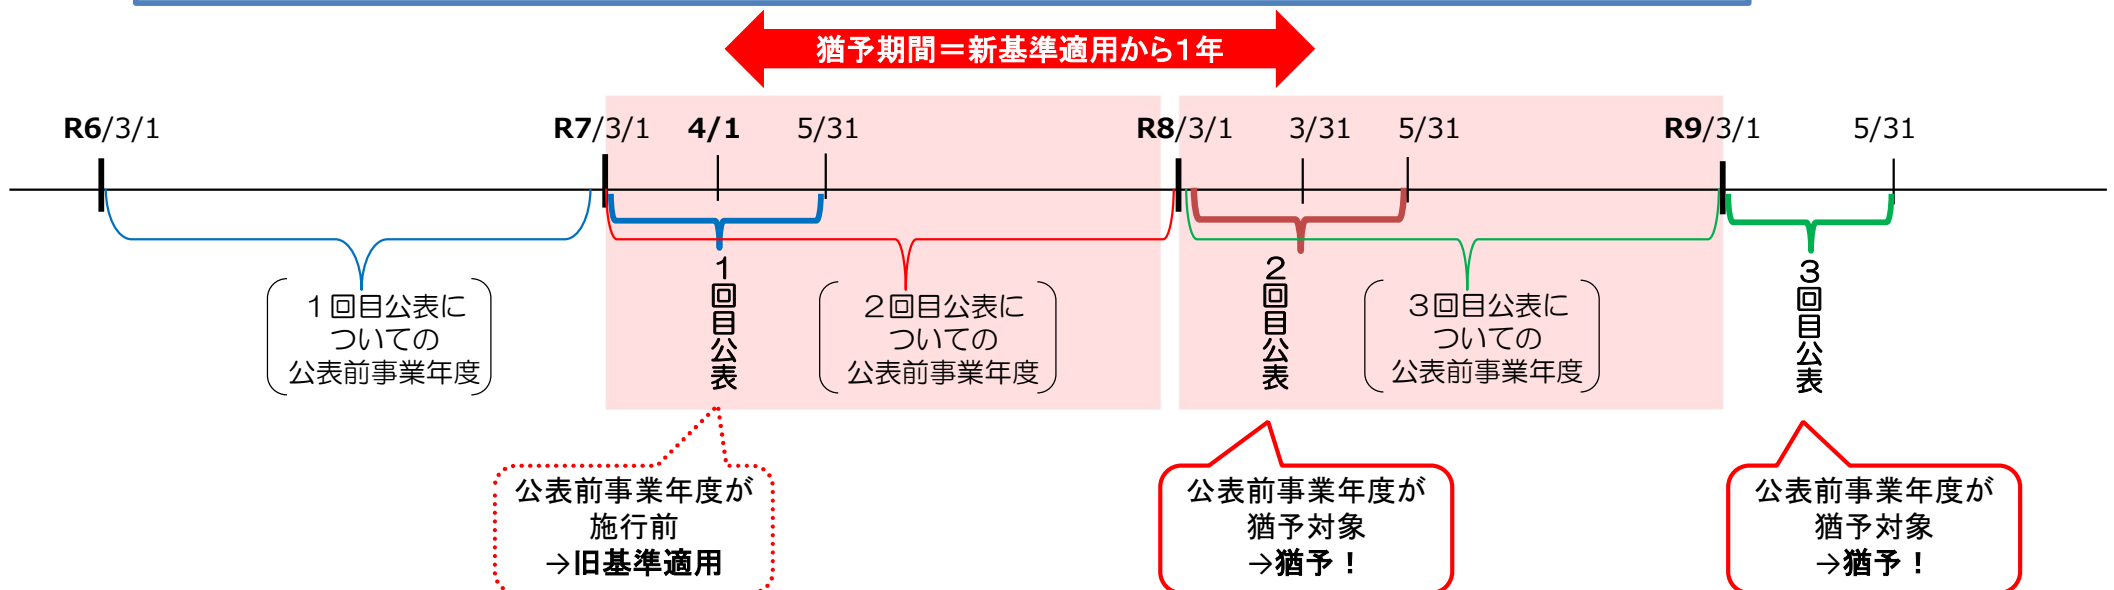 猶予期間＝新基準適用から１年
R6/3/1
R7/3/1
4/1
5/31
R8/3/1
3/31
5/31
R9/3/1
5/31
１回目公表に
ついての
公表前事業年度
１回目公表
２回目公表に
ついての
公表前事業年度
２回目公表
３回目公表に
ついての
公表前事業年度
３回目公表
公表前事業年度が
施行前
→旧基準適用
公表前事業年度が
猶予対象
→猶予！
公表前事業年度が
猶予対象
→猶予！